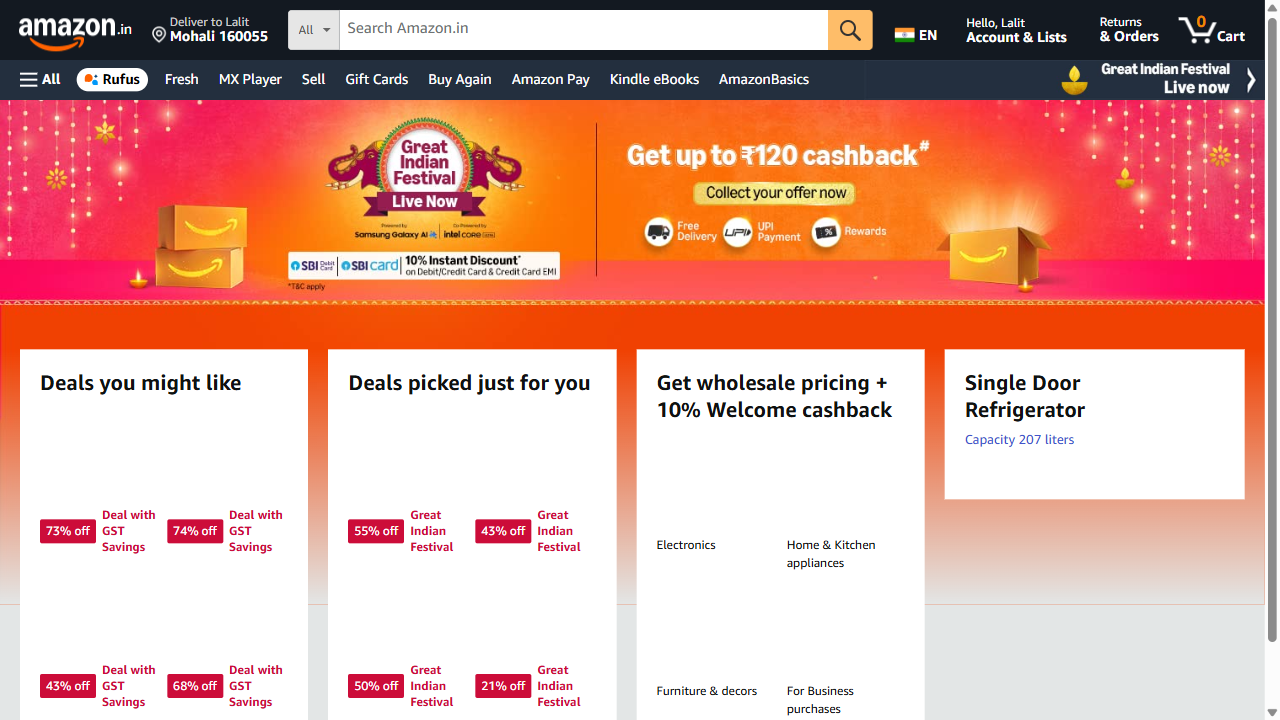 amazon.in
Deliver to Lalit
Mohali 160055
All
Search Amazon.in
EN
Hello, Lalit
Account & Lists
Returns
& Orders
0
Cart
All
Rufus
Fresh
MX Player
Sell
Gift Cards
Buy Again
Amazon Pay
Kindle eBooks
AmazonBasics
Great Indian Festival
Live now
Great
Indian
Festival
Live Now
Powered by
Samsung Galaxy AI
Co-Powered by
intel core
SBI Debit Card
SBI card
10% Instant Discount*
on Debit/Credit Card & Credit Card EMI
*T&C apply
Get up to ₹120 cashback#
Collect your offer now
Free
Delivery
UPI
UPI
Payment
Rewards
Deals you might like
73% off
Deal with
GST
Savings
74% off
Deal with
GST
Savings
43% off
Deal with
GST
Savings
68% off
Deal with
GST
Savings
Deals picked just for you
55% off
Great
Indian
Festival
43% off
Great
Indian
Festival
50% off
Great
Indian
Festival
21% off
Great
Indian
Festival
Get wholesale pricing +
10% Welcome cashback
Electronics
Home & Kitchen
appliances
Furniture & decors
For Business
purchases
Single Door
Refrigerator
Capacity 207 liters